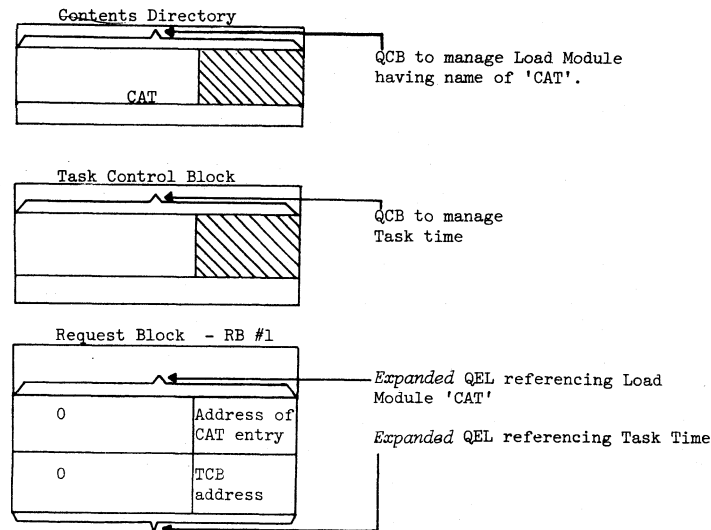 Contents Directory
QCB to manage Load Module
having name of 'CAT'.
CAT
Task Control Block
QCB to manage
Task time
Request Block - RB #1
Expanded QEL referencing Load
Module 'CAT'
0
Address of
CAT entry
Expanded QEL referencing Task Time
0
TCB
address